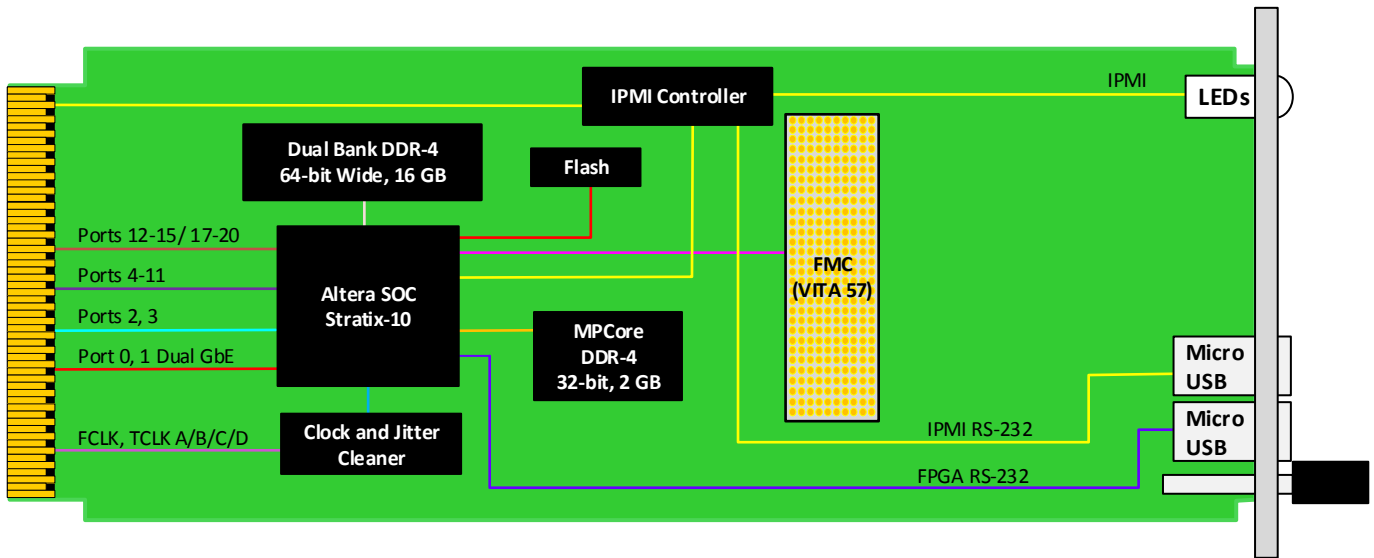 IPMI
IPMI Controller
LEDs
Dual Bank DDR-4
64-bit Wide, 16 GB
Flash
Ports 12-15/ 17-20
Ports 4-11
Ports 2, 3
Port 0, 1 Dual GbE
Altera SOC
Stratix-10
FMC
(VITA 57)
MPCore
DDR-4
32-bit, 2 GB
Micro
USB
Micro
USB
FCLK, TCLK A/B/C/D
Clock and Jitter
Cleaner
IPMI RS-232
FPGA RS-232